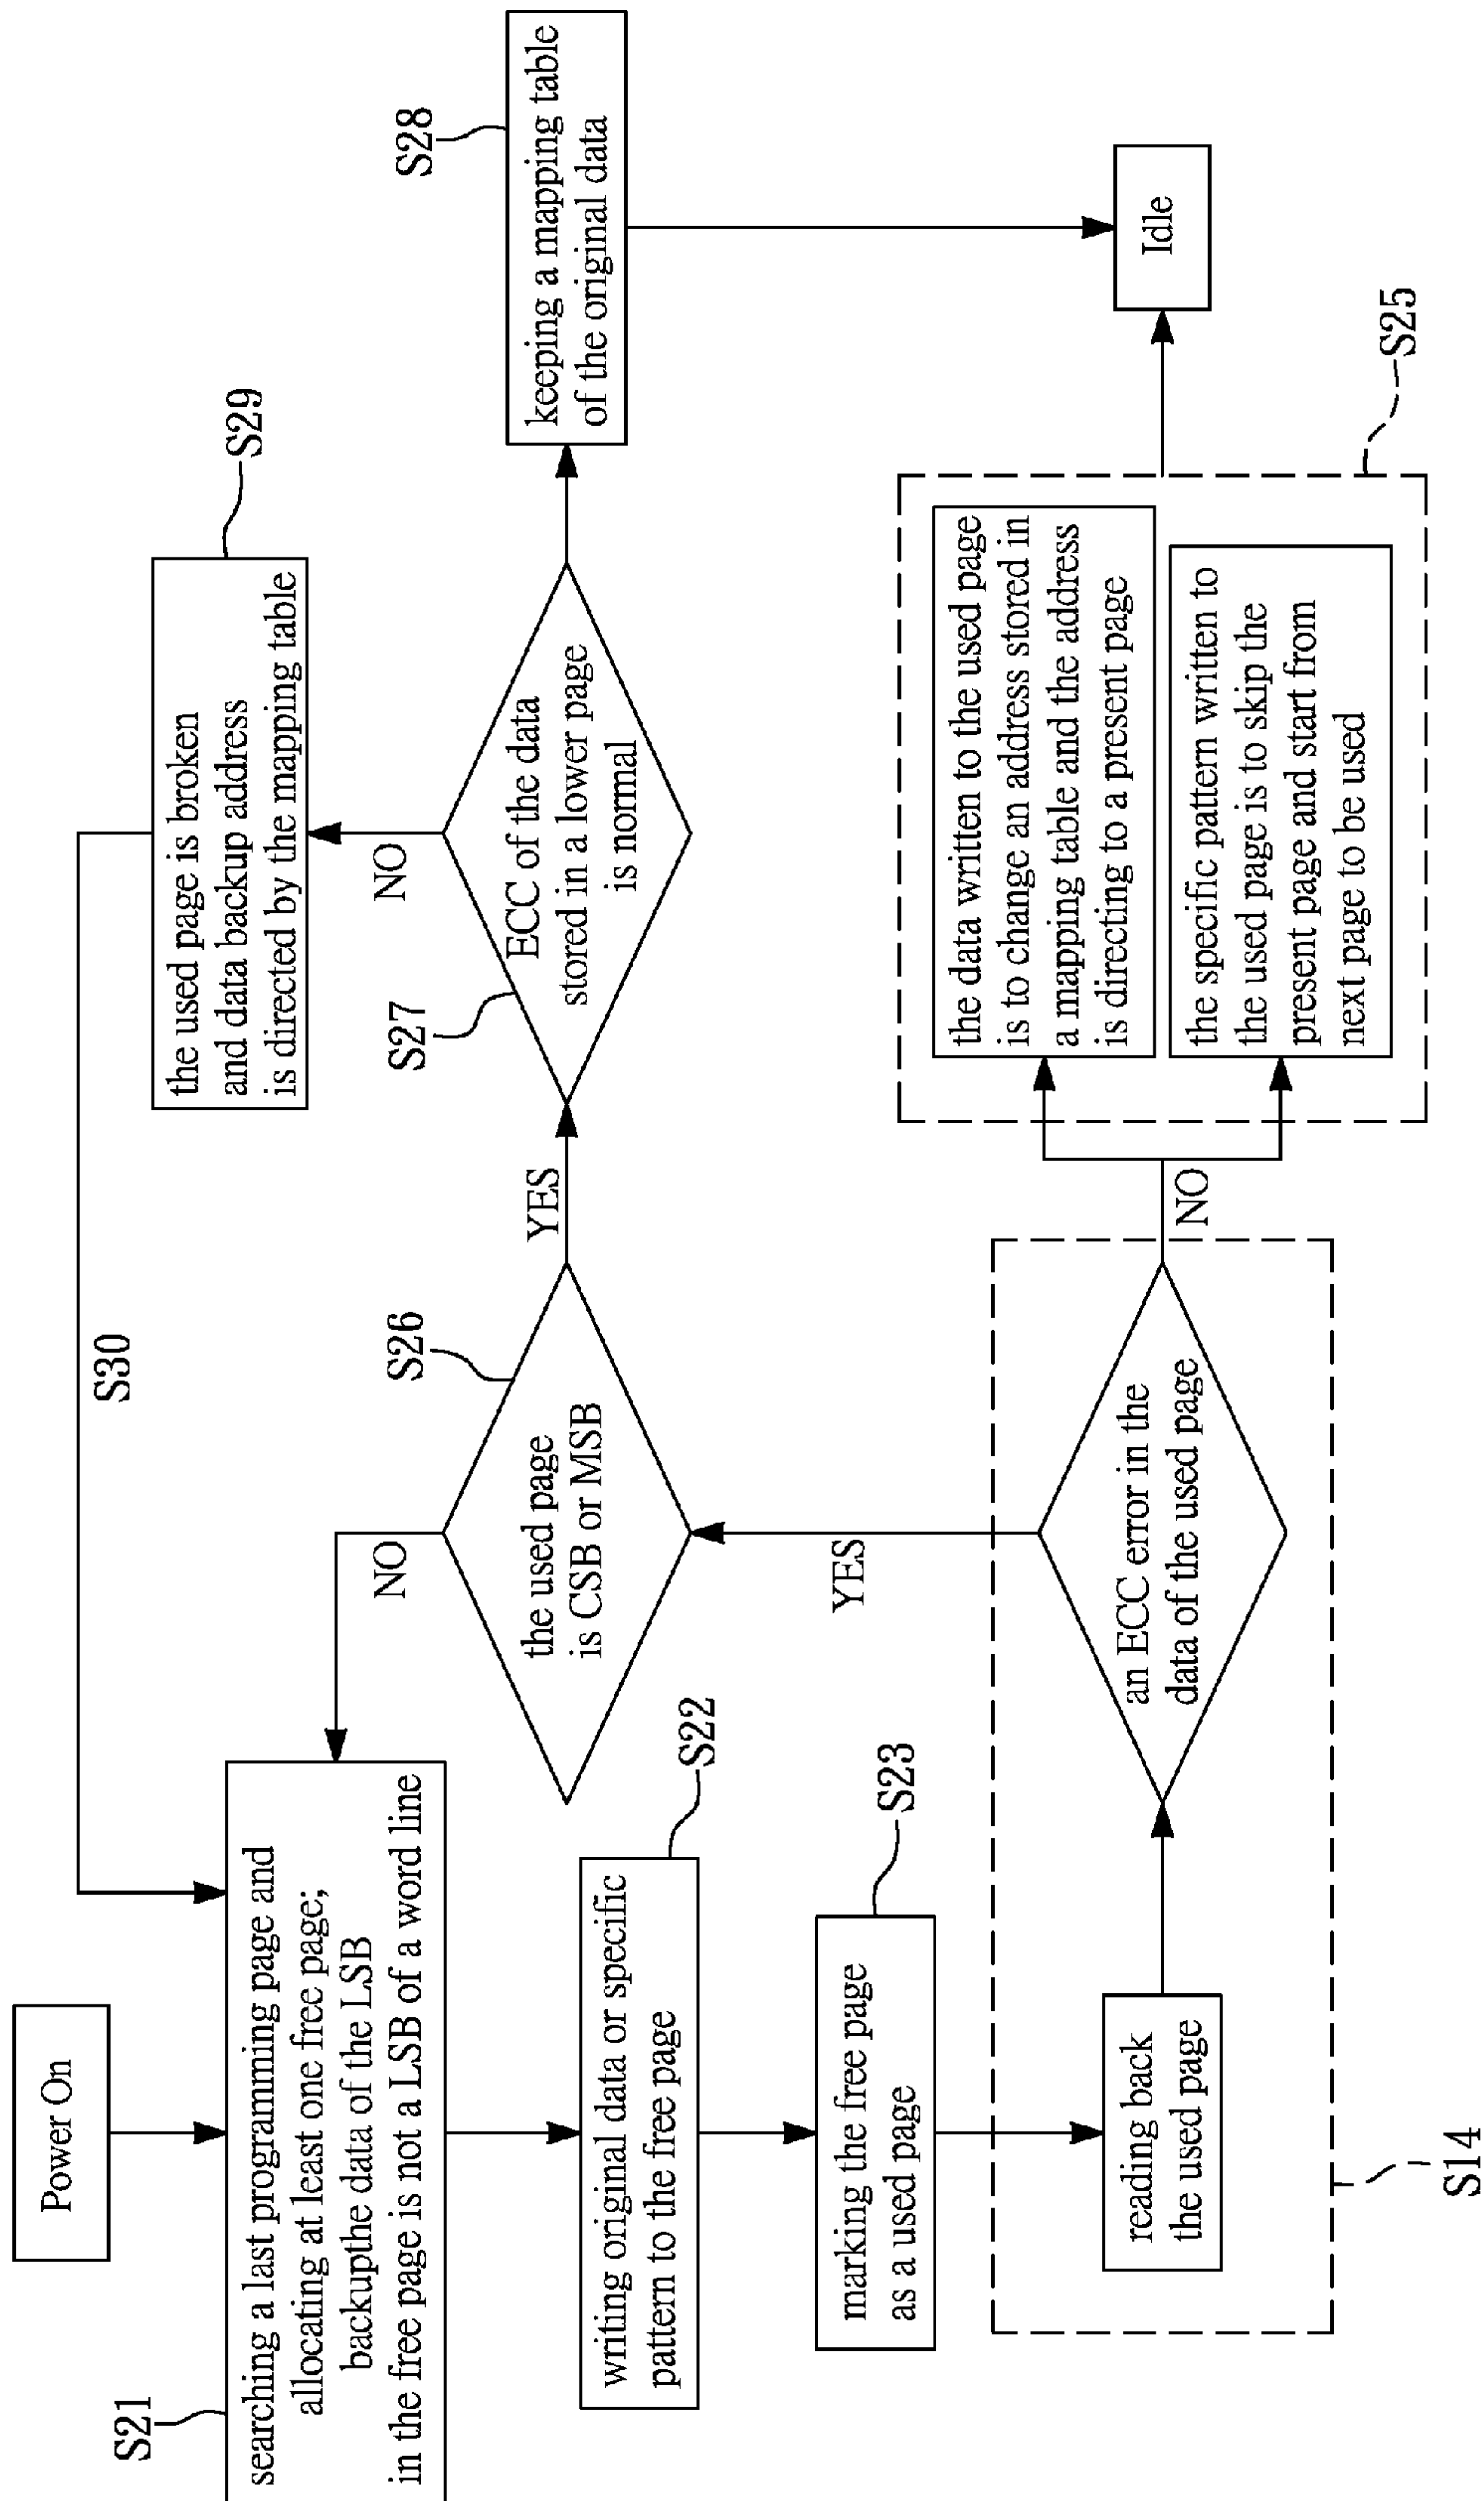 Power On
S21
searching a last programming page and
allocating at least one free page;
backupthe data of the LSB
in the free page is not a LSB of a word line
S22
writing original data or specific
pattern to the free page
S23
marking the free page
as a used page
S14
reading back
the used page
an ECC error in the
data of the used page
YES
NO
S26
the used page
is CSB or MSB
NO
YES
S27
ECC of the data
stored in a lower page
is normal
NO
S29
the used page is broken
and data backup address
is directed by the mapping table
S30
S28
keeping a mapping table
of the original data
S25
the data written to the used page
is to change an address stored in
a mapping table and the address
is directing to a present page
the specific pattern written to
the used page is to skip the
present page and start from
next page to be used
Idle